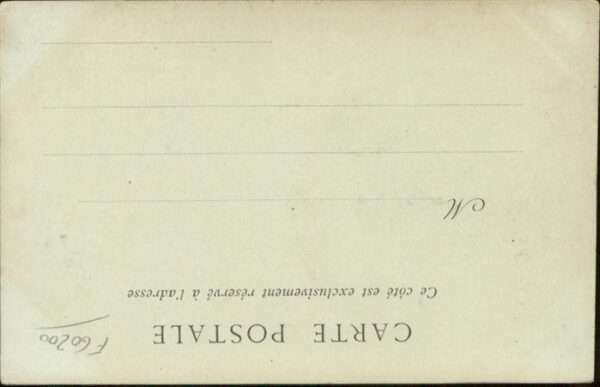 CARTE POSTALE
Ce côté est exclusivement réservé à l'adresse
M
F60200